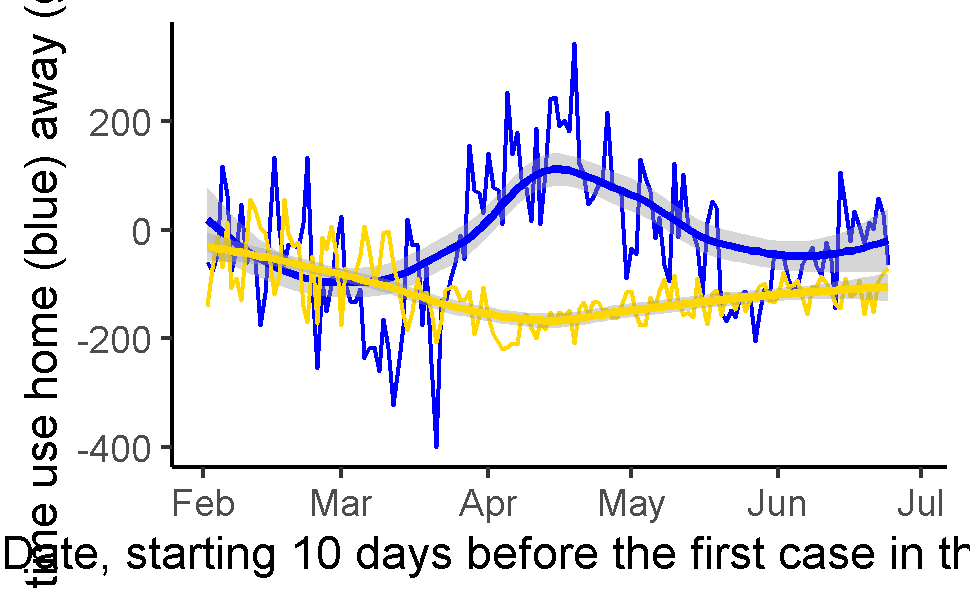 time use home (blue) away (
200
0
-200
-400
Feb Mar Apr May Jun Jul
Date, starting 10 days before the first case in th